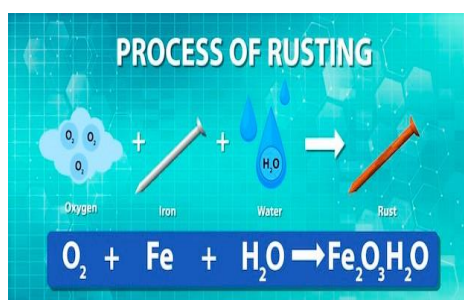 PROCESS OF RUSTING
O₂ O₂
O₂
+ + H₂O →
Oxygen Iron Water Rust
O₂ + Fe + H₂O → Fe₂O₃H₂O